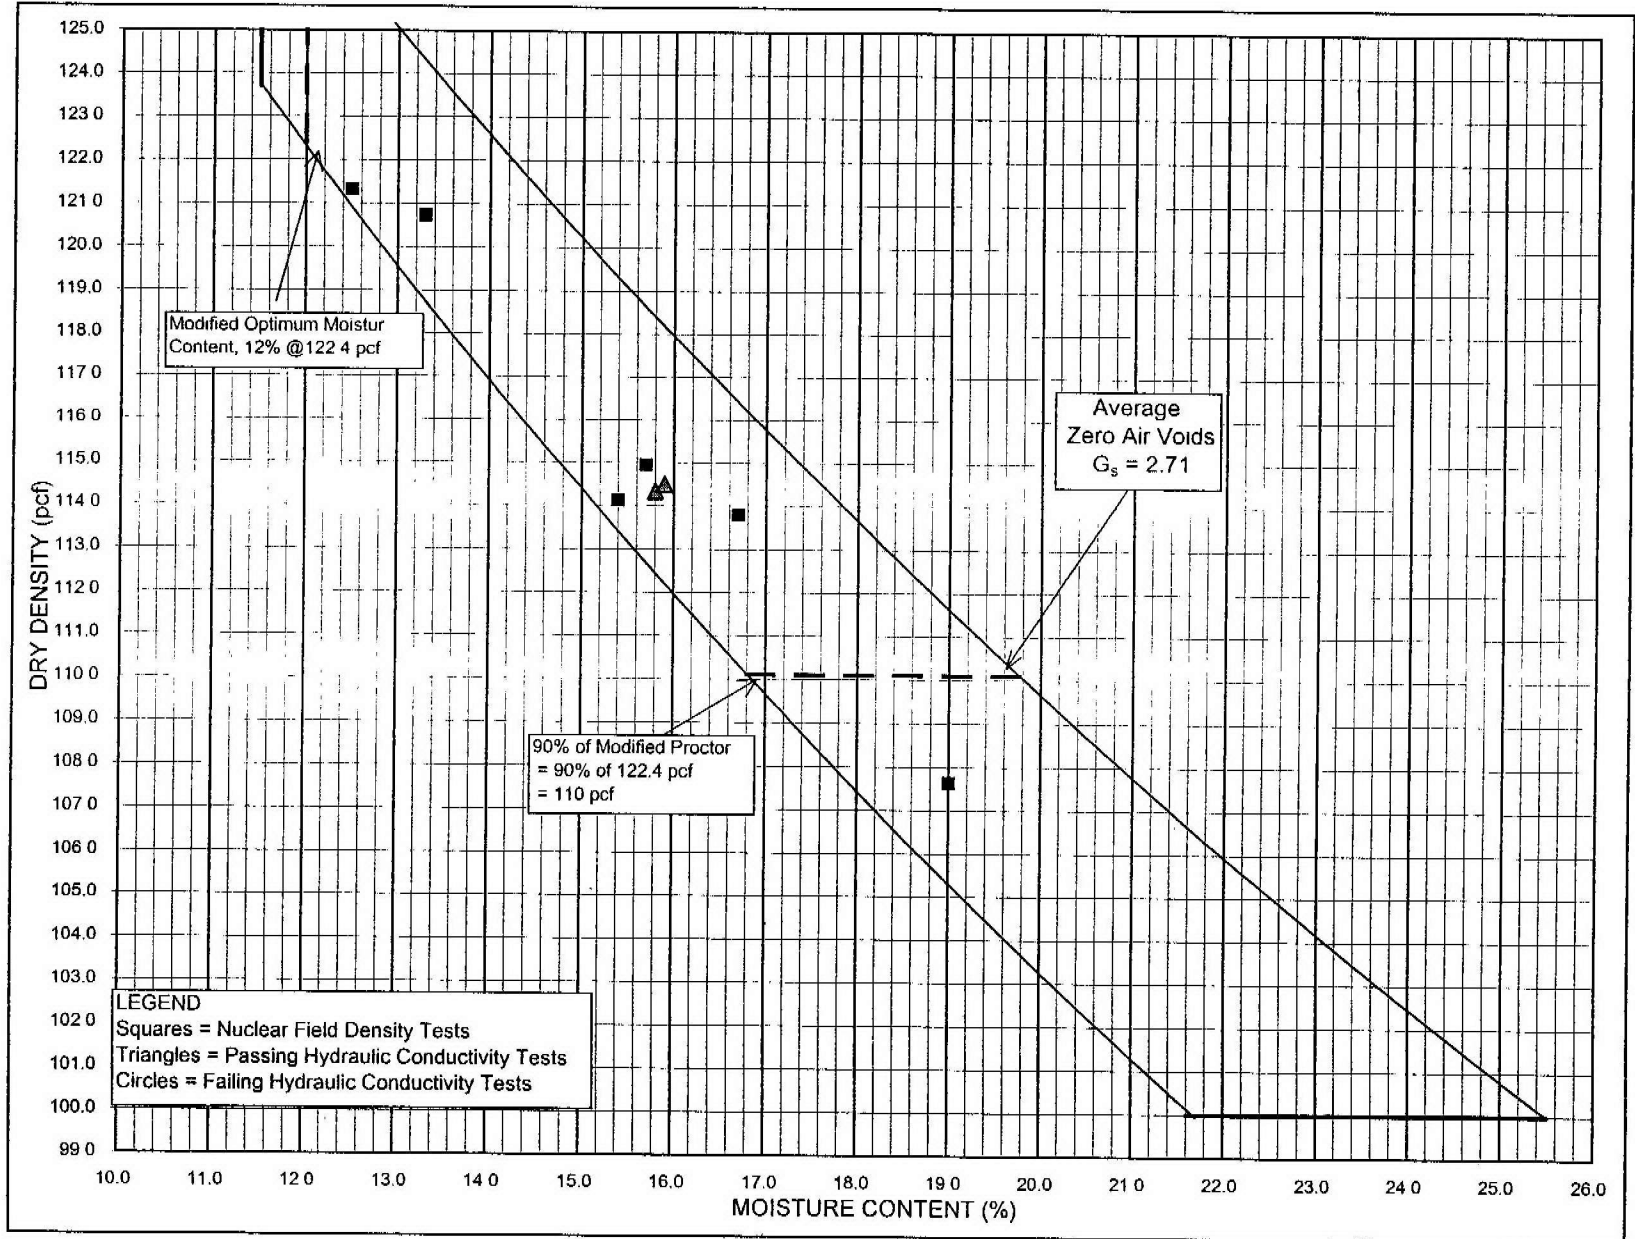 125.0
124.0
123.0
122.0
121.0
120.0
119.0
118.0
117.0
116.0
115.0
114 0
113.0
112.0
111.0
110 0
109.0
108 0
107 0
106 0
105.0
104 0
103.0
102 0
101.0
100.0
99 0
DRY DENSITY (pcf)
Modified Optimum Moistur
Content, 12% @122 4 pcf
Average
Zero Air Voids
Gs = 2.71
90% of Modified Proctor
= 90% of 122.4 pcf
= 110 pcf
LEGEND
Squares = Nuclear Field Density Tests
Triangles = Passing Hydraulic Conductivity Tests
Circles = Failing Hydraulic Conductivity Tests
10.0 11.0 12 0 13.0 14 0 15.0 16.0 17.0 18.0 19 0 20.0 21 0 22.0 23.0 24 0 25.0 26.0
MOISTURE CONTENT (%)